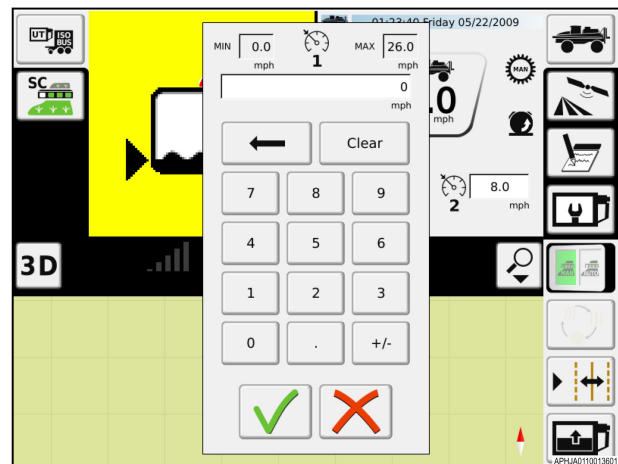 UT ISO BUS
01:23:40 Friday 05/22/2009
MIN 0.0 mph
1
MAX 26.0 mph
0
mph
SC
MAN
.0
mph
← Clear
7 8 9
4 5 6
1 2 3
0 . +/-
2
8.0
mph
3D
APHJA0110013601